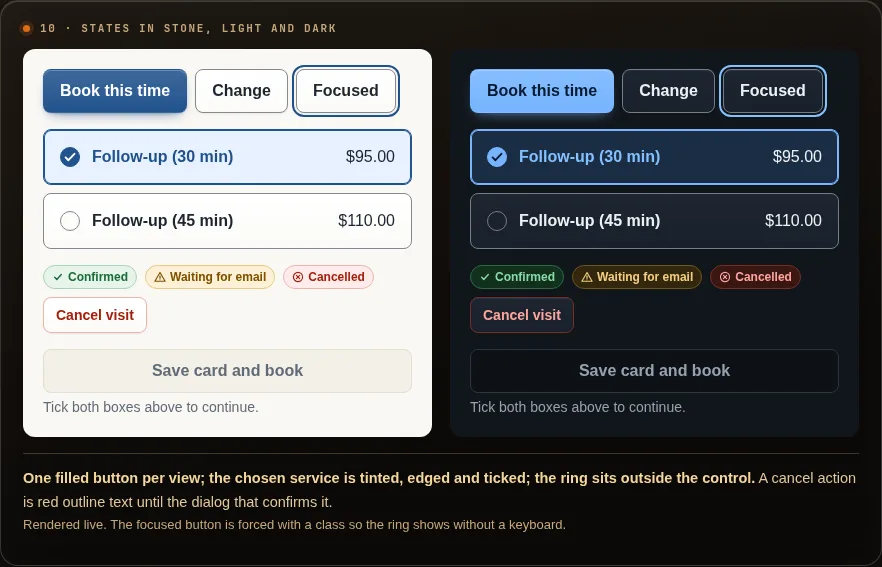 10 · STATES IN STONE, LIGHT AND DARK
Book this time
Change
Focused
Follow-up (30 min)
$95.00
Follow-up (45 min)
$110.00
Confirmed
Waiting for email
Cancelled
Cancel visit
Save card and book
Tick both boxes above to continue.
Book this time
Change
Focused
Follow-up (30 min)
$95.00
Follow-up (45 min)
$110.00
Confirmed
Waiting for email
Cancelled
Cancel visit
Save card and book
Tick both boxes above to continue.
One filled button per view; the chosen service is tinted, edged and ticked; the ring sits outside the control. A cancel action
is red outline text until the dialog that confirms it.
Rendered live. The focused button is forced with a class so the ring shows without a keyboard.